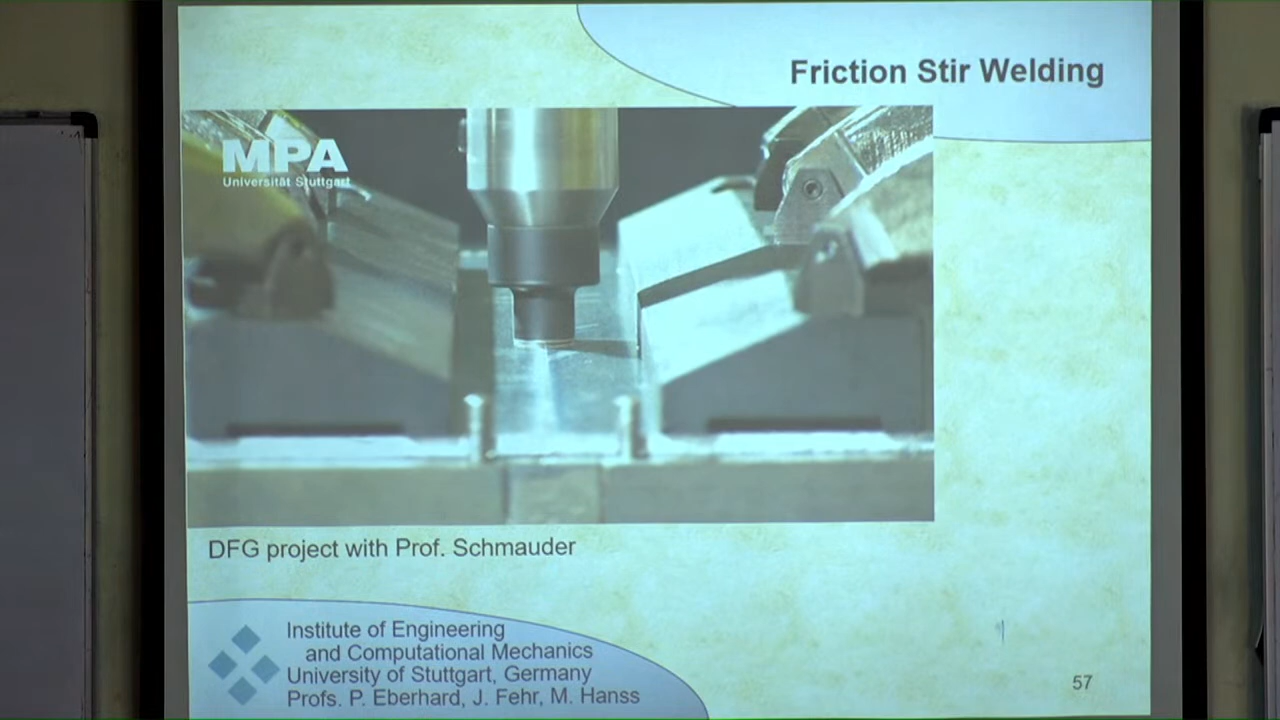 Friction Stir Welding
MPA
Universität Stuttgart
DFG project with Prof. Schmauder
Institute of Engineering
and Computational Mechanics
University of Stuttgart, Germany
Profs. P. Eberhard, J. Fehr, M. Hanss
57